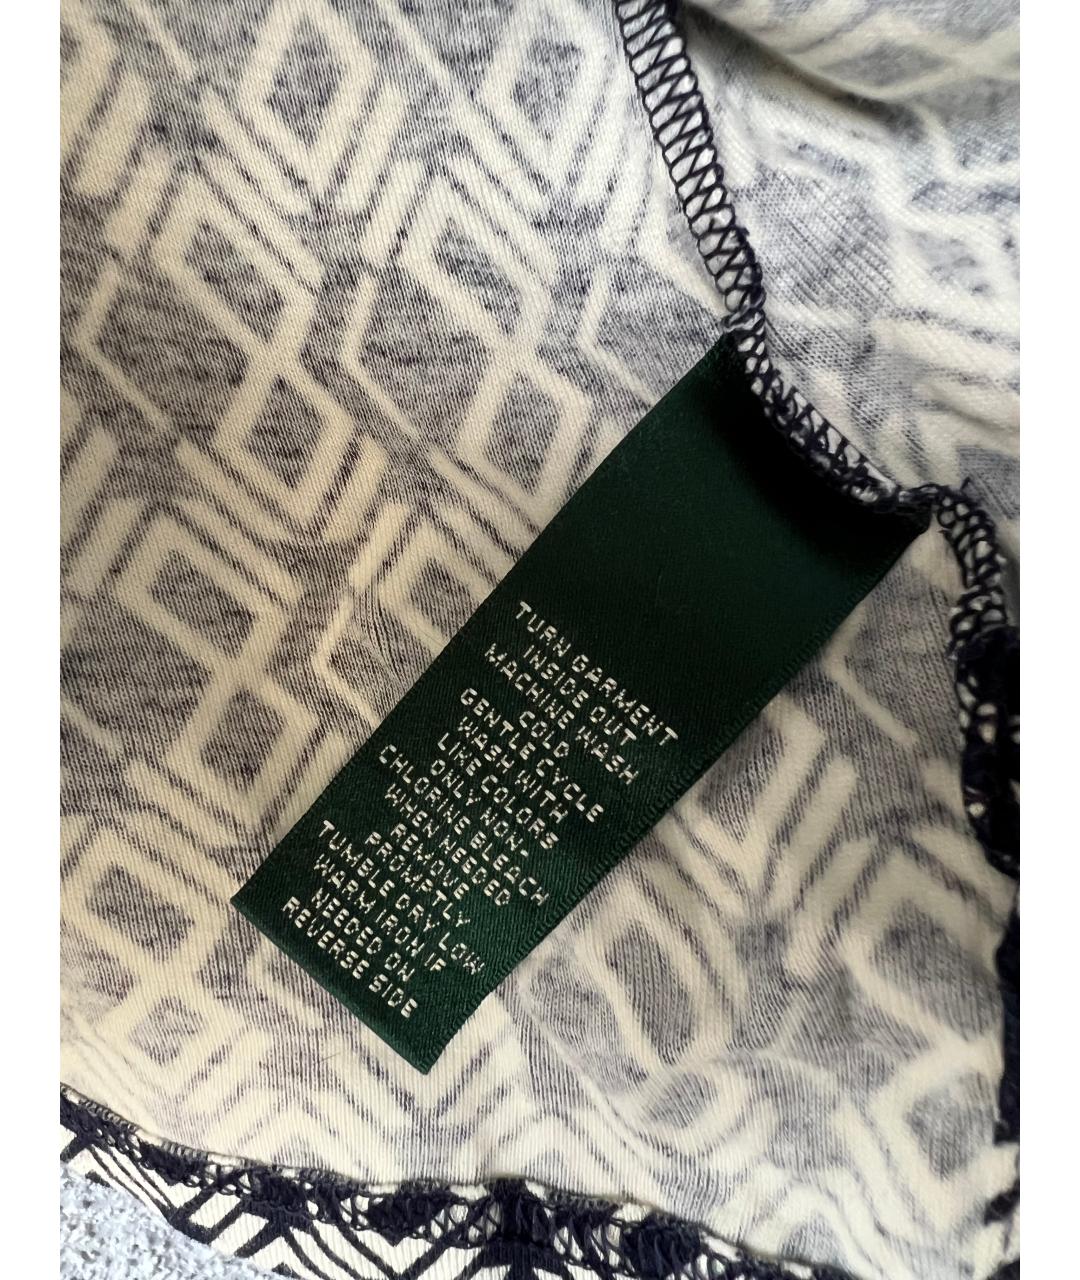 TURN GARMENT
INSIDE OUT
MACHINE WASH
COLD
GENTLE CYCLE
WASH WITH
LIKE COLORS
ONLY NON-
CHLORINE BLEACH
WHEN NEEDED
REMOVE
PROMPTLY
TUMBLE DRY LOW
WARM IRON IF
NEEDED ON
REVERSE SIDE